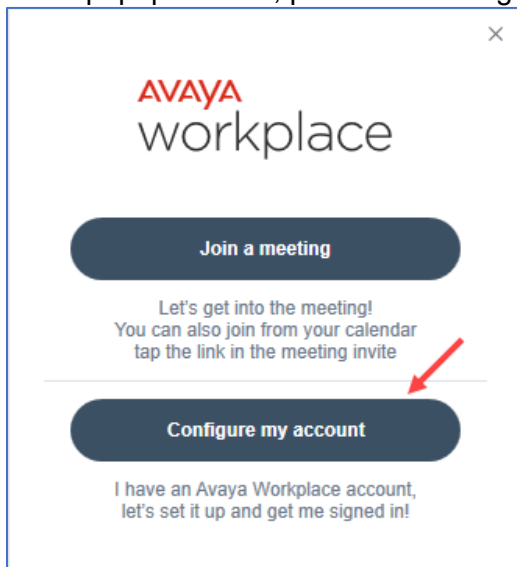 AVAYA
workplace
Join a meeting
Let's get into the meeting!
You can also join from your calendar
tap the link in the meeting invite
Configure my account
I have an Avaya Workplace account,
let's set it up and get me signed in!